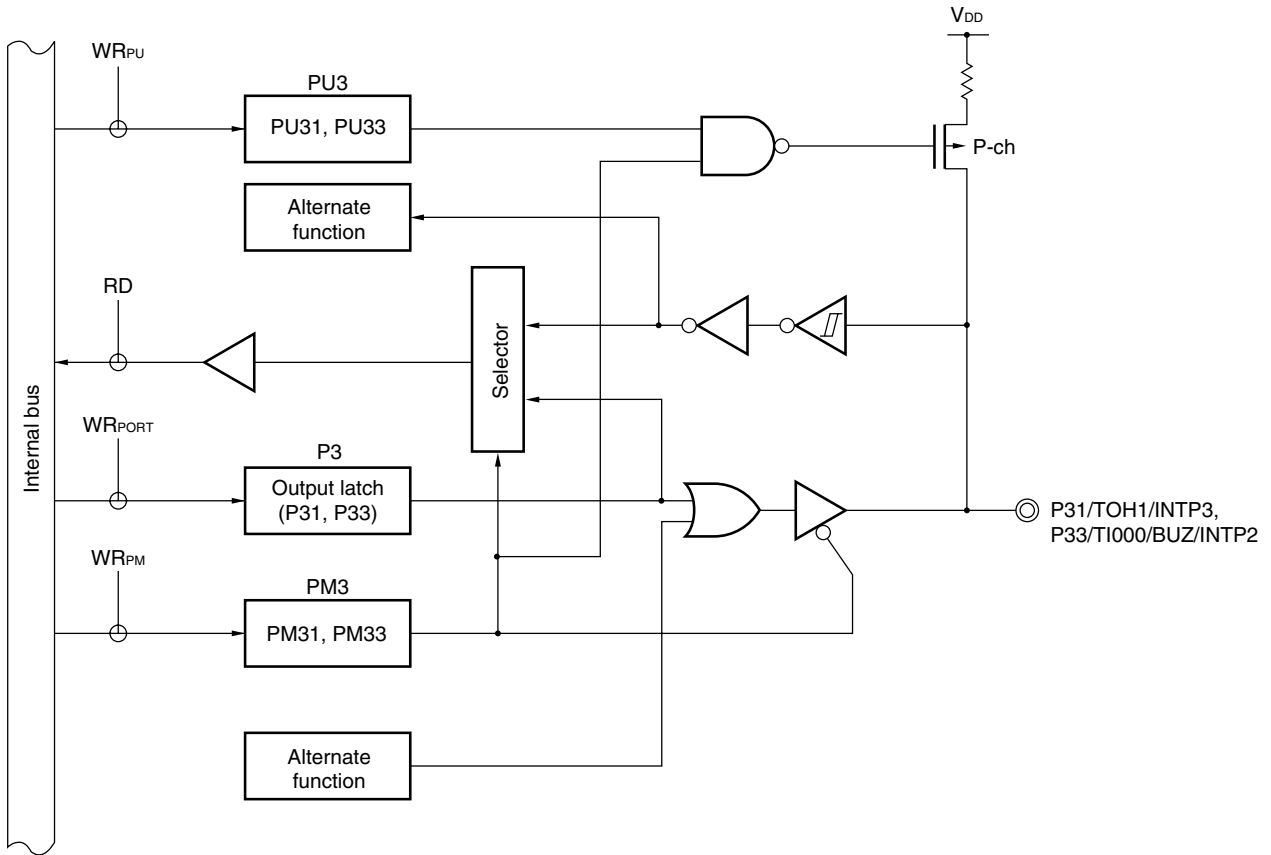 VDD
WRPU
PU3
PU31, PU33
P-ch
Alternate
function
RD
Selector
Internal bus
WRPORT
P3
Output latch
(P31, P33)
P31/TOH1/INTP3,
P33/TI000/BUZ/INTP2
WRPM
PM3
PM31, PM33
Alternate
function